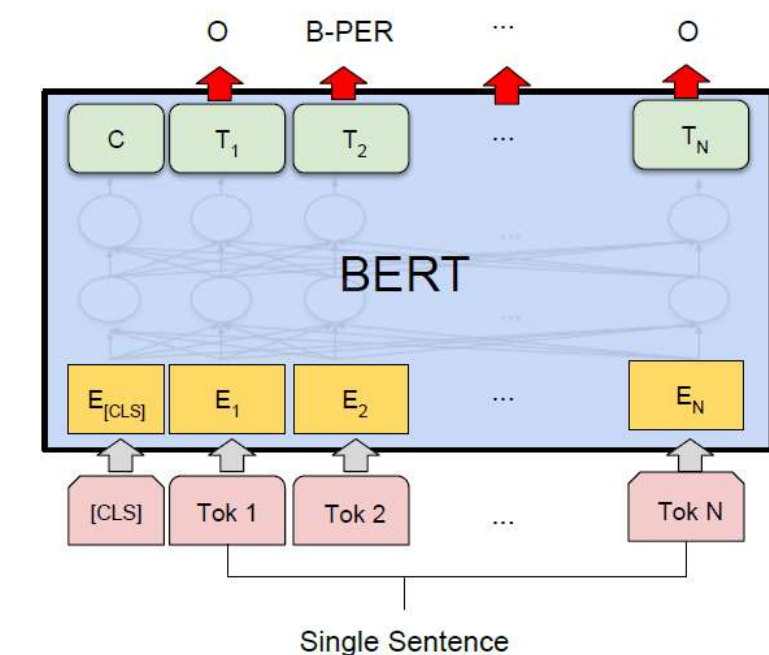 O B-PER ... O
C T1 T2 ... TN
...
BERT
...
E[CLS] E1 E2 ... EN
[CLS] Tok 1 Tok 2 ... Tok N
Single Sentence